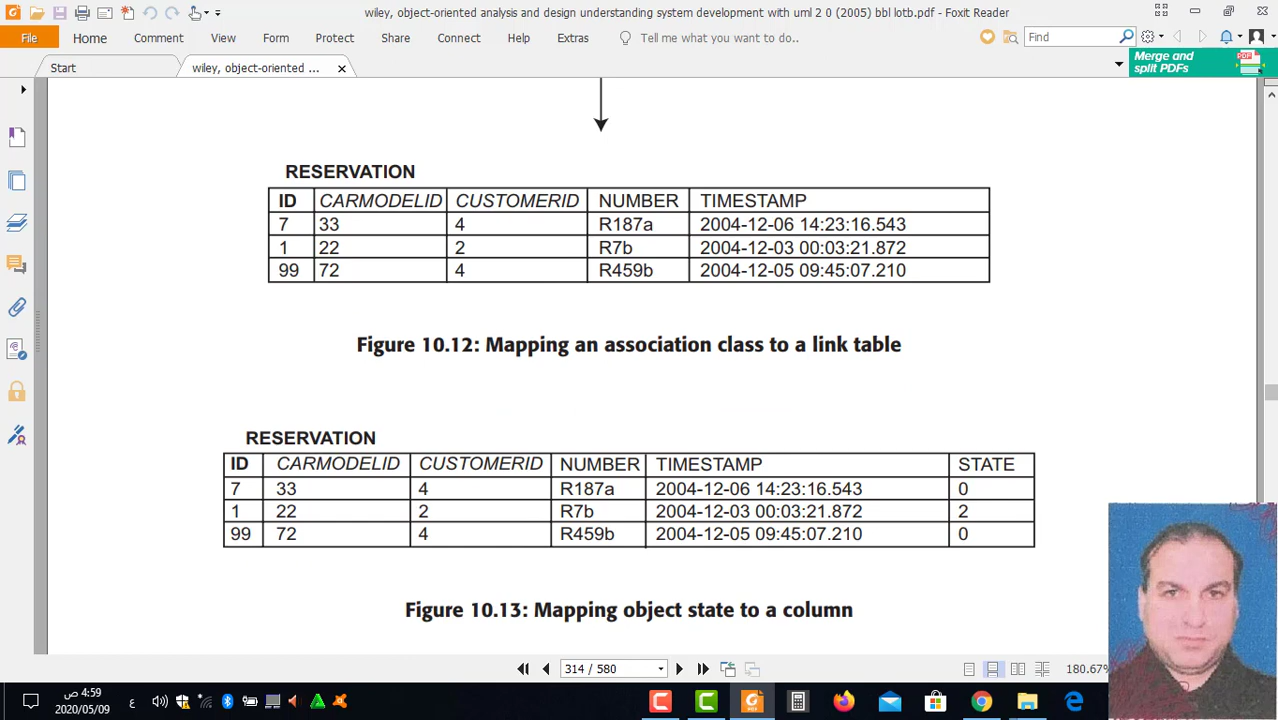 wiley, object-oriented analysis and design understanding system development with uml 2 0 (2005) bbl lotb.pdf - Foxit Reader
File Home Comment View Form Protect Share Connect Help Extras Tell me what you want to do.. Find
Start wiley, object-oriented ... Merge and split PDFs
RESERVATION
ID CARMODELID CUSTOMERID NUMBER TIMESTAMP
7 33 4 R187a 2004-12-06 14:23:16.543
1 22 2 R7b 2004-12-03 00:03:21.872
99 72 4 R459b 2004-12-05 09:45:07.210
Figure 10.12: Mapping an association class to a link table
RESERVATION
ID CARMODELID CUSTOMERID NUMBER TIMESTAMP STATE
7 33 4 R187a 2004-12-06 14:23:16.543 0
1 22 2 R7b 2004-12-03 00:03:21.872 2
99 72 4 R459b 2004-12-05 09:45:07.210 0
Figure 10.13: Mapping object state to a column
314 / 580 180.67%
4:59 ص
2020/05/09
ع